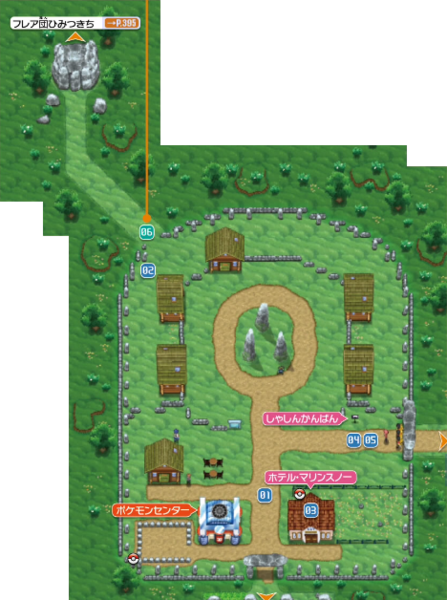 フレア団ひみつきち →P.395
06
02
しゃしんかんばん
04 05
ホテル・マリンスノー
01
03
ポケモンセンター